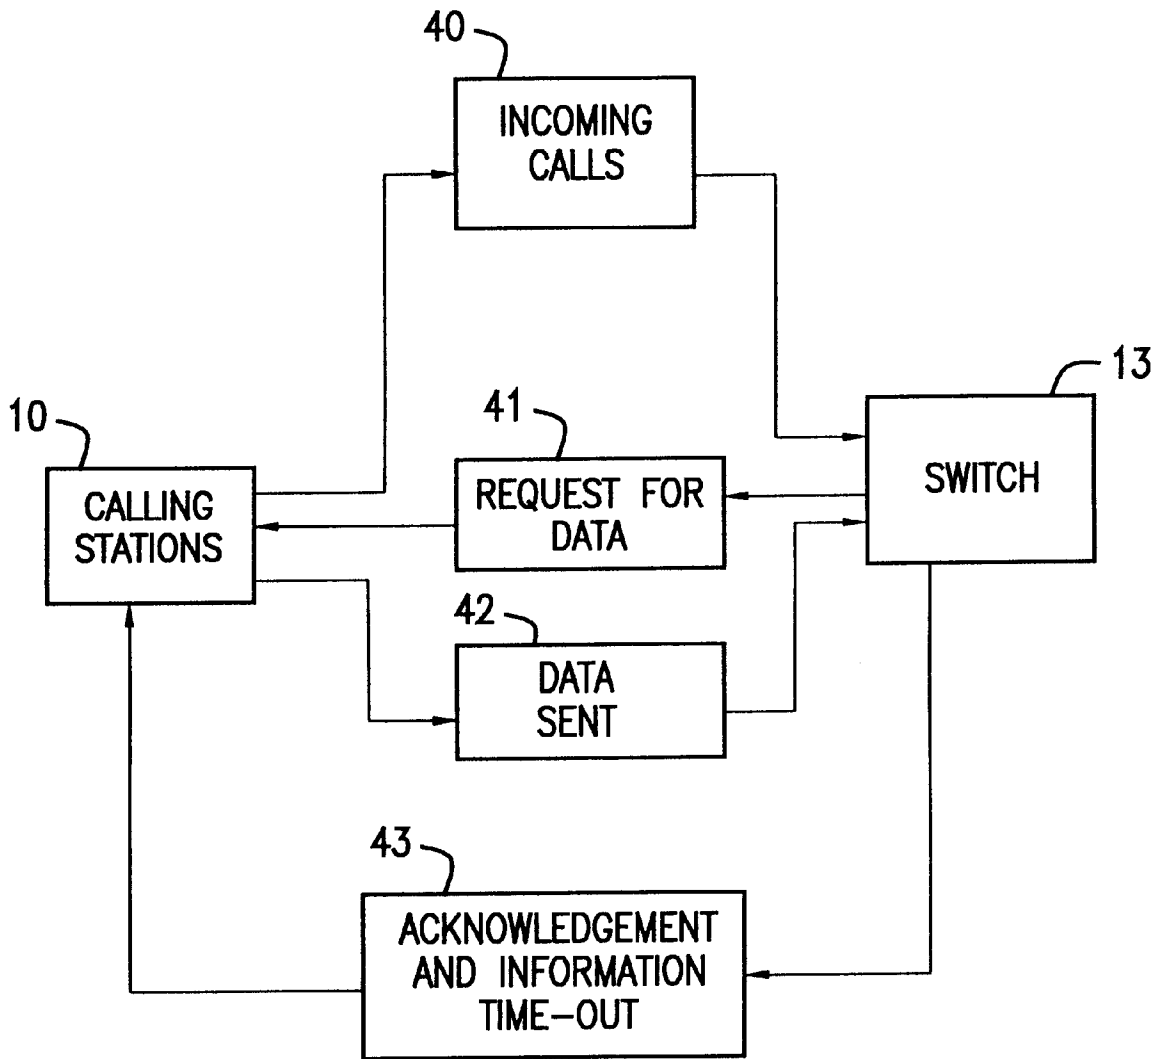 40
INCOMING
CALLS
13
SWITCH
10
CALLING
STATIONS
41
REQUEST FOR
DATA
42
DATA
SENT
43
ACKNOWLEDGEMENT
AND INFORMATION
TIME-OUT